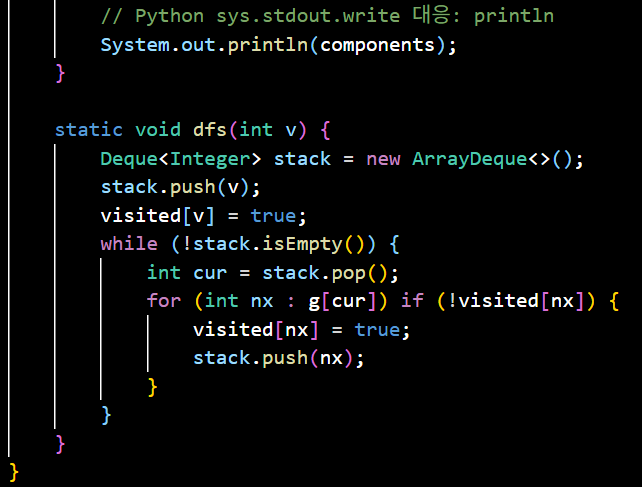 // Python sys.stdout.write 대응: println
System.out.println(components);
}
static void dfs(int v) {
Deque<Integer> stack = new ArrayDeque<>();
stack.push(v);
visited[v] = true;
while (!stack.isEmpty()) {
int cur = stack.pop();
for (int nx : g[cur]) if (!visited[nx]) {
visited[nx] = true;
stack.push(nx);
}
}
}
}